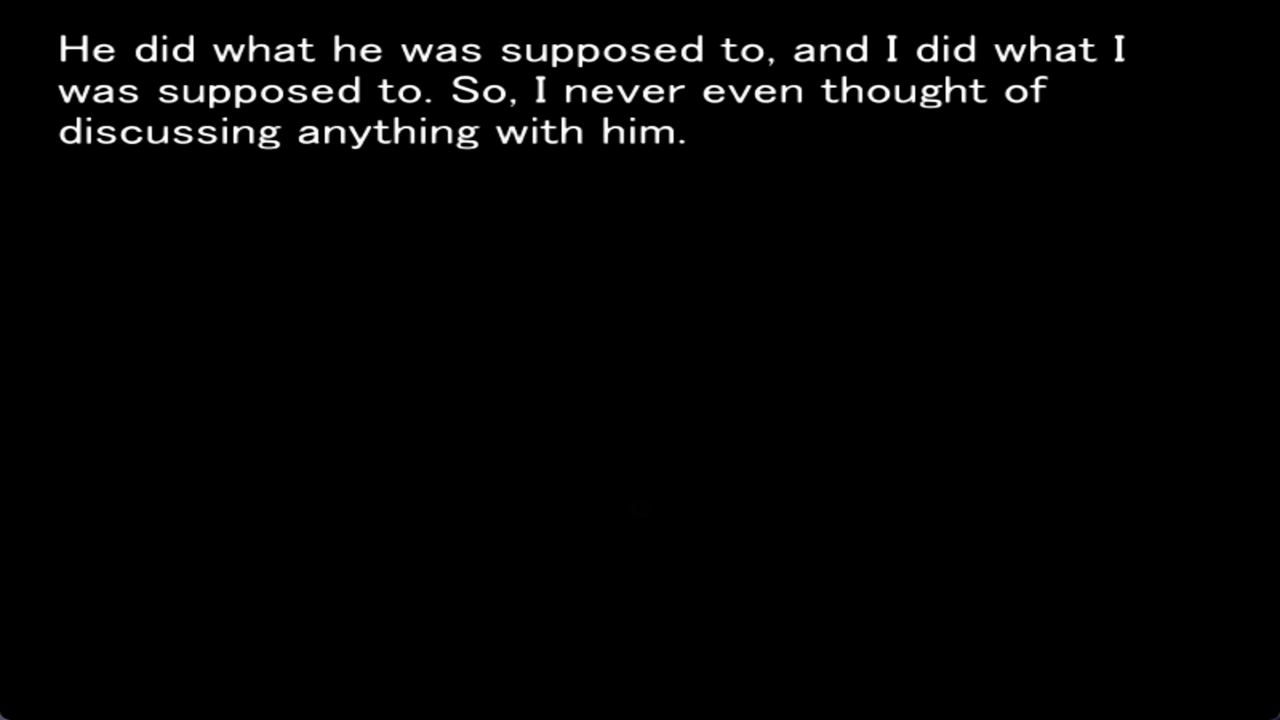 He did what he was supposed to, and I did what I
was supposed to. So, I never even thought of
discussing anything with him.